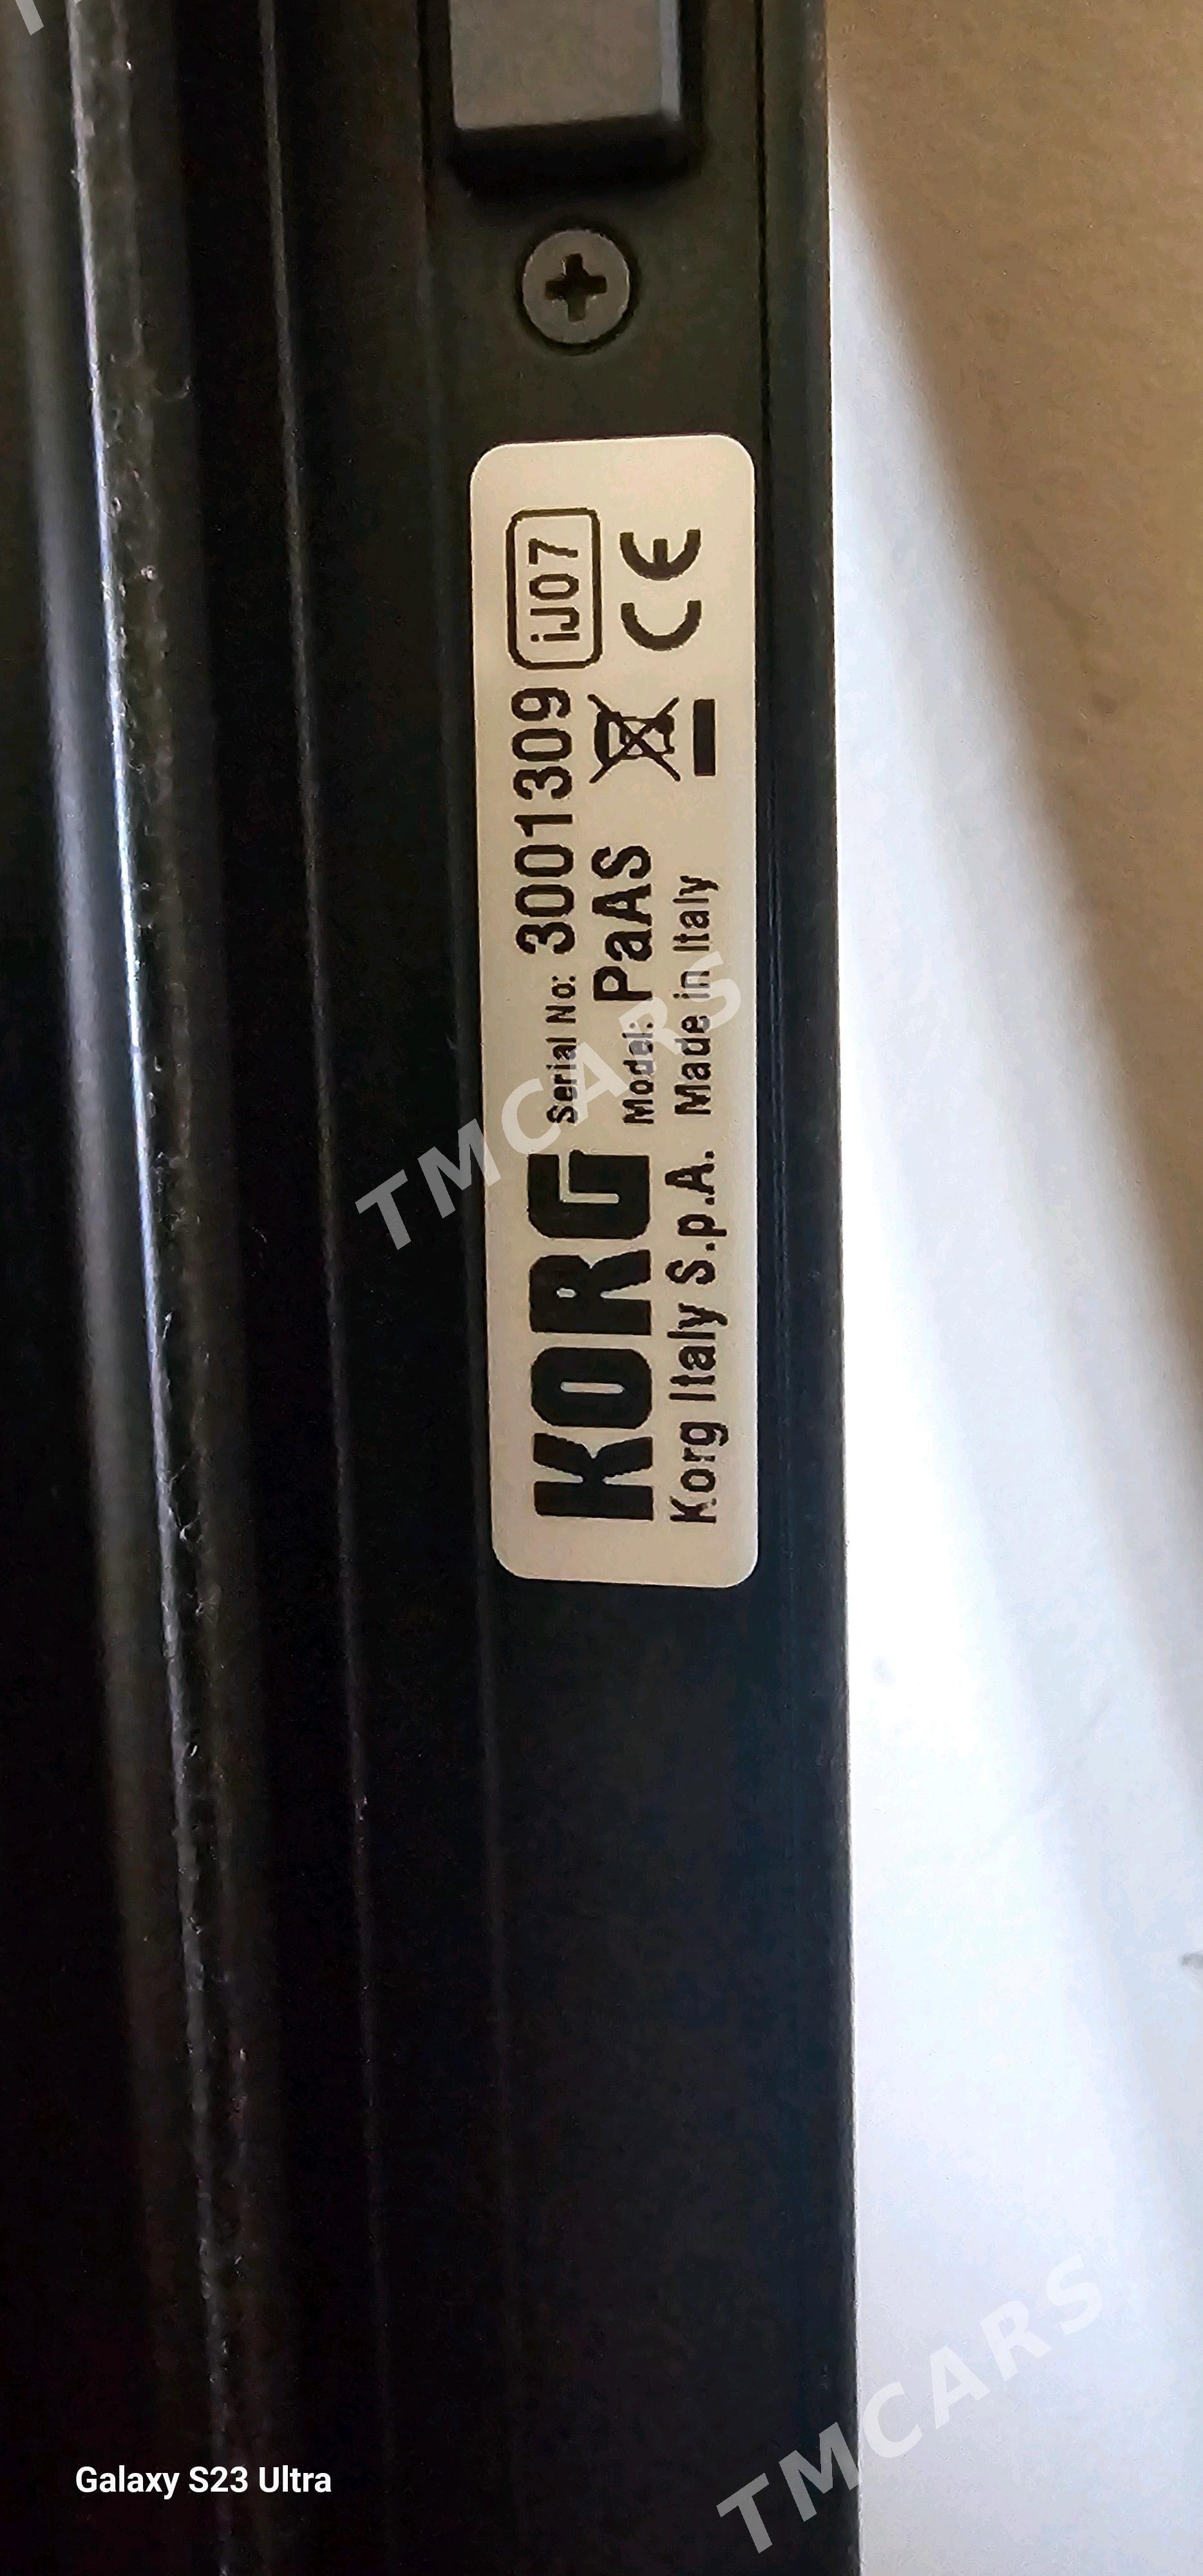 KORG
Serial No: 3001309 iJ07
Model: PaAS
Korg Italy S.p.A. Made in Italy
CE
TMCARS
TMCARS
Galaxy S23 Ultra